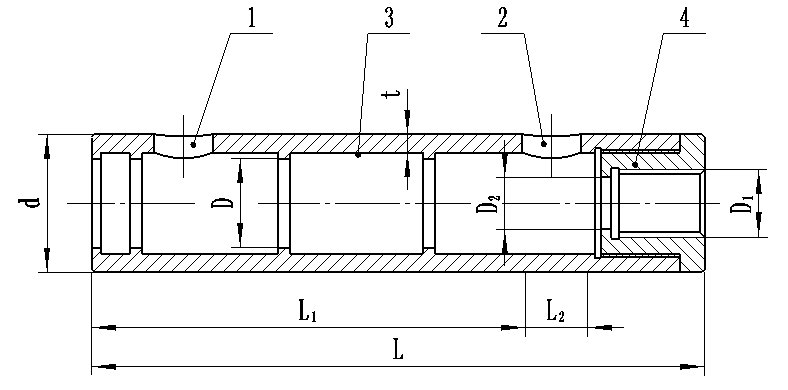 1 3 2 4
t
d D D₂ D₁
L₁ L₂
L